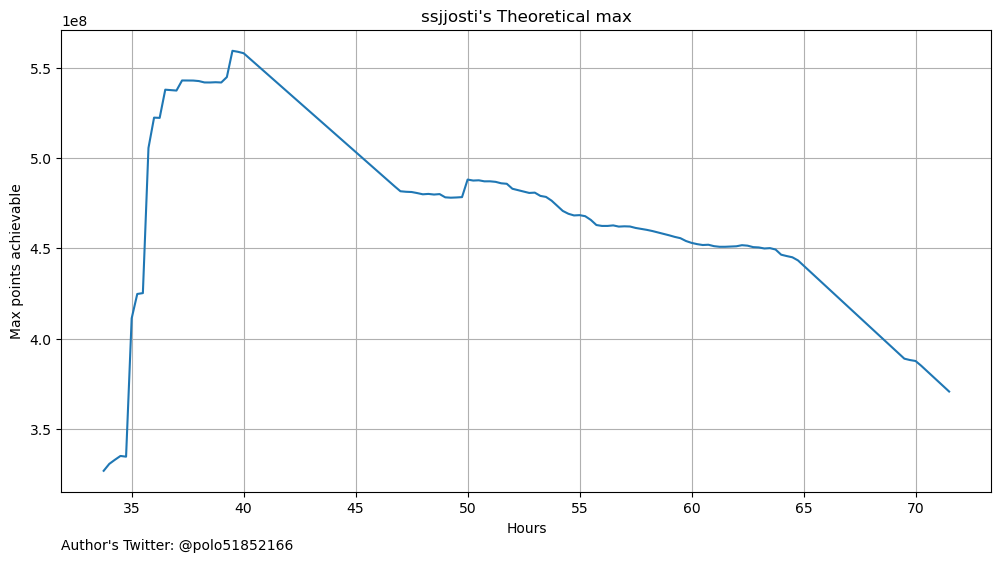 ssjjosti's Theoretical max
1e8
5.5
5.0
4.5
4.0
3.5
Max points achievable
35 40 45 50 55 60 65 70
Hours
Author's Twitter: @polo51852166